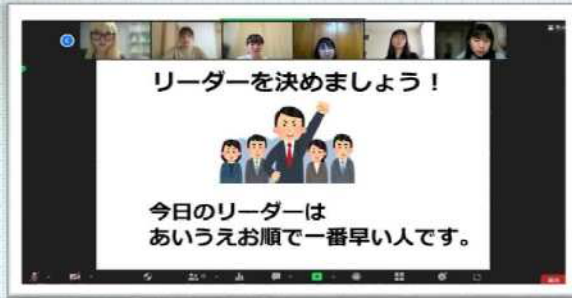 リーダーを決めましょう！
今日のリーダーは
あいうえお順で一番早い人です。